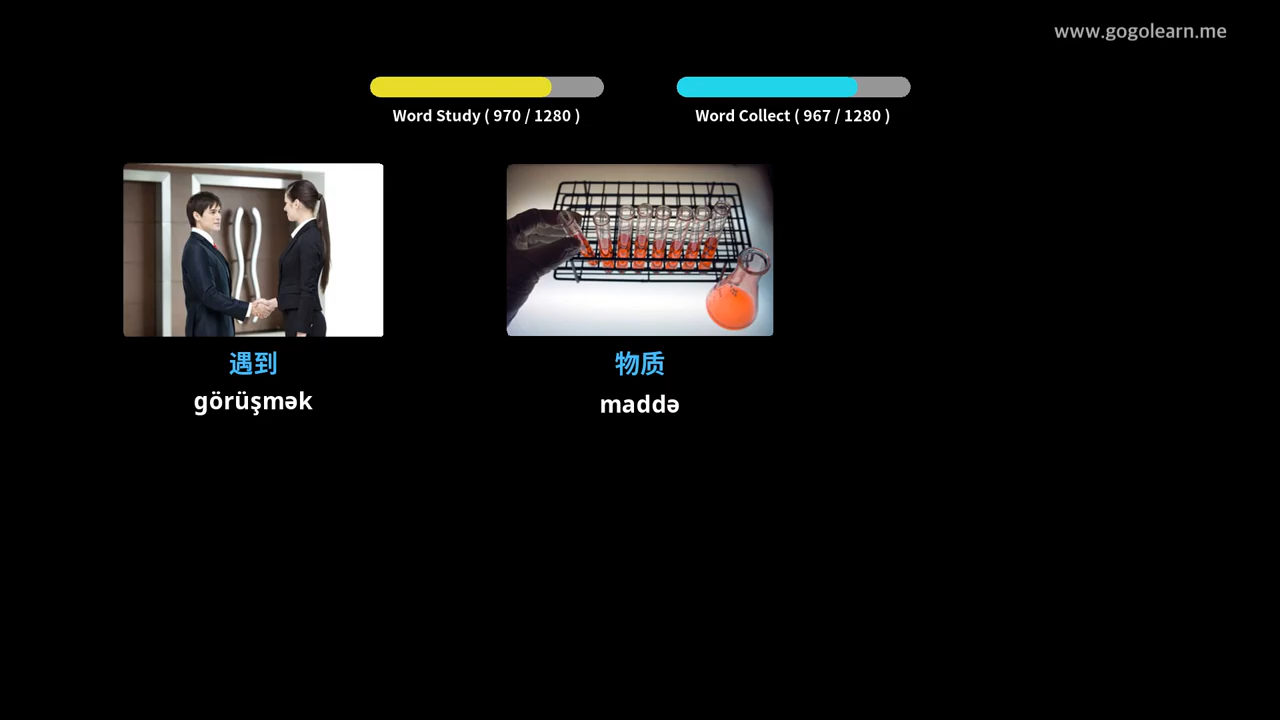 www.gogolearn.me
Word Study ( 970 / 1280 )
Word Collect ( 967 / 1280 )
遇到
görüşmək
物质
maddə